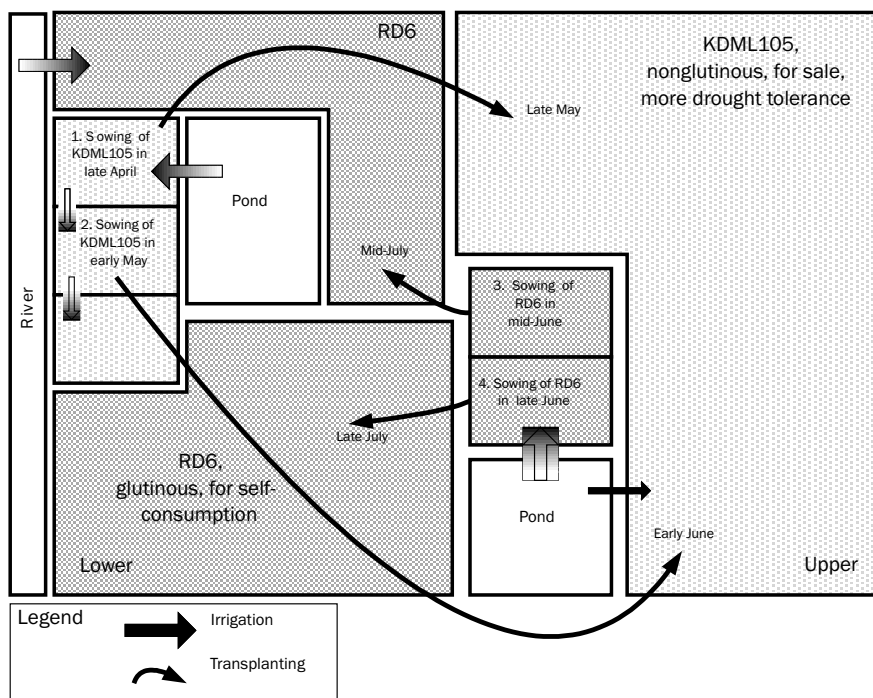 RD6
KDML105,
nonglutinous, for sale,
more drought tolerance
Late May
1. S owing of
KDML105 in
late April
Pond
2. Sowing of
KDML105 in
early May
Mid-July
3. Sowing of
RD6 in
mid-June
River
4. Sowing of RD6
in late June
Late July
RD6,
glutinous, for self-
consumption
Pond
Early June
Lower
Upper
Legend
Irrigation
Transplanting